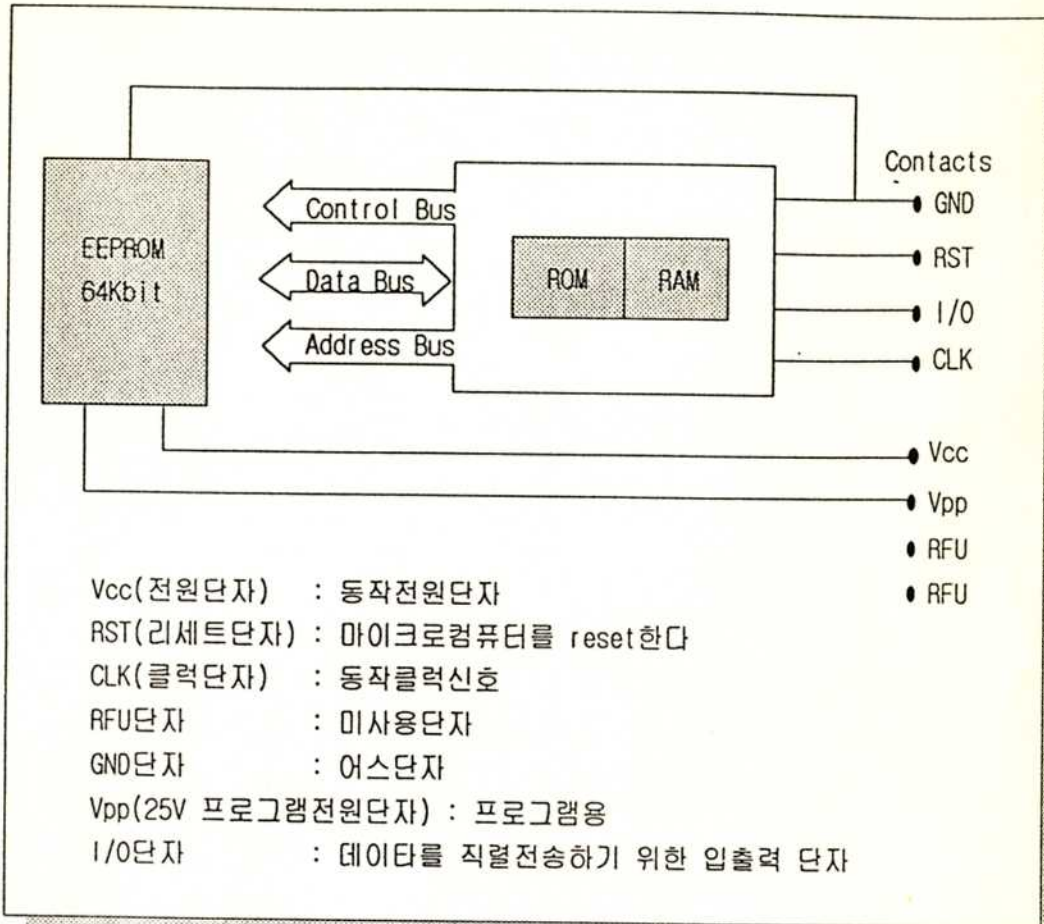 Contacts
GND
Control Bus
EEPROM
64Kbit
RST
ROM
RAM
Data Bus
I/O
Address Bus
CLK
Vcc
Vpp
RFU
RFU
Vcc(전원단자) : 동작전원단자
RST(리세트단자) : 마이크로컴퓨터를 reset한다
CLK(클럭단자) : 동작클럭신호
RFU단자 : 미사용단자
GND단자 : 어스단자
Vpp(25V 프로그램전원단자) : 프로그램용
I/O단자 : 데이타를 직렬전송하기 위한 입출력 단자